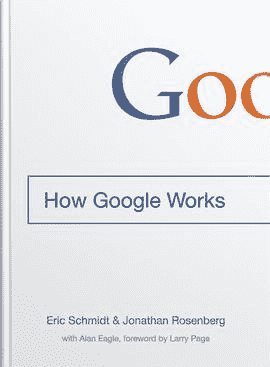 Goo
How Google Works
Eric Schmidt & Jonathan Rosenberg
with Alan Eagle, foreword by Larry Page